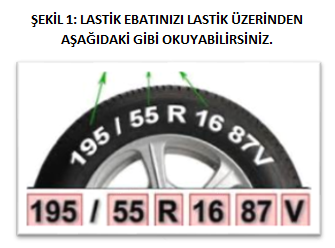 ŞEKİL 1: LASTİK EBATINIZI LASTİK ÜZERİNDEN
AŞAĞIDAKİ GİBİ OKUYABİLİRSİNİZ.
195 / 55 R 16 87V
195 / 55 R 16 87 V